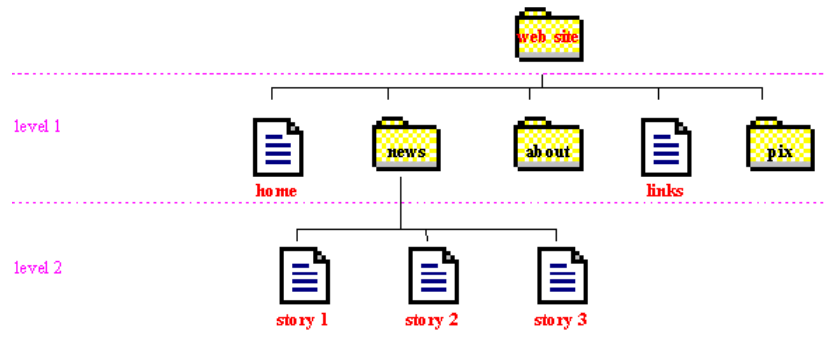 web site
level 1
news
about
pix
home
links
level 2
story 1
story 2
story 3